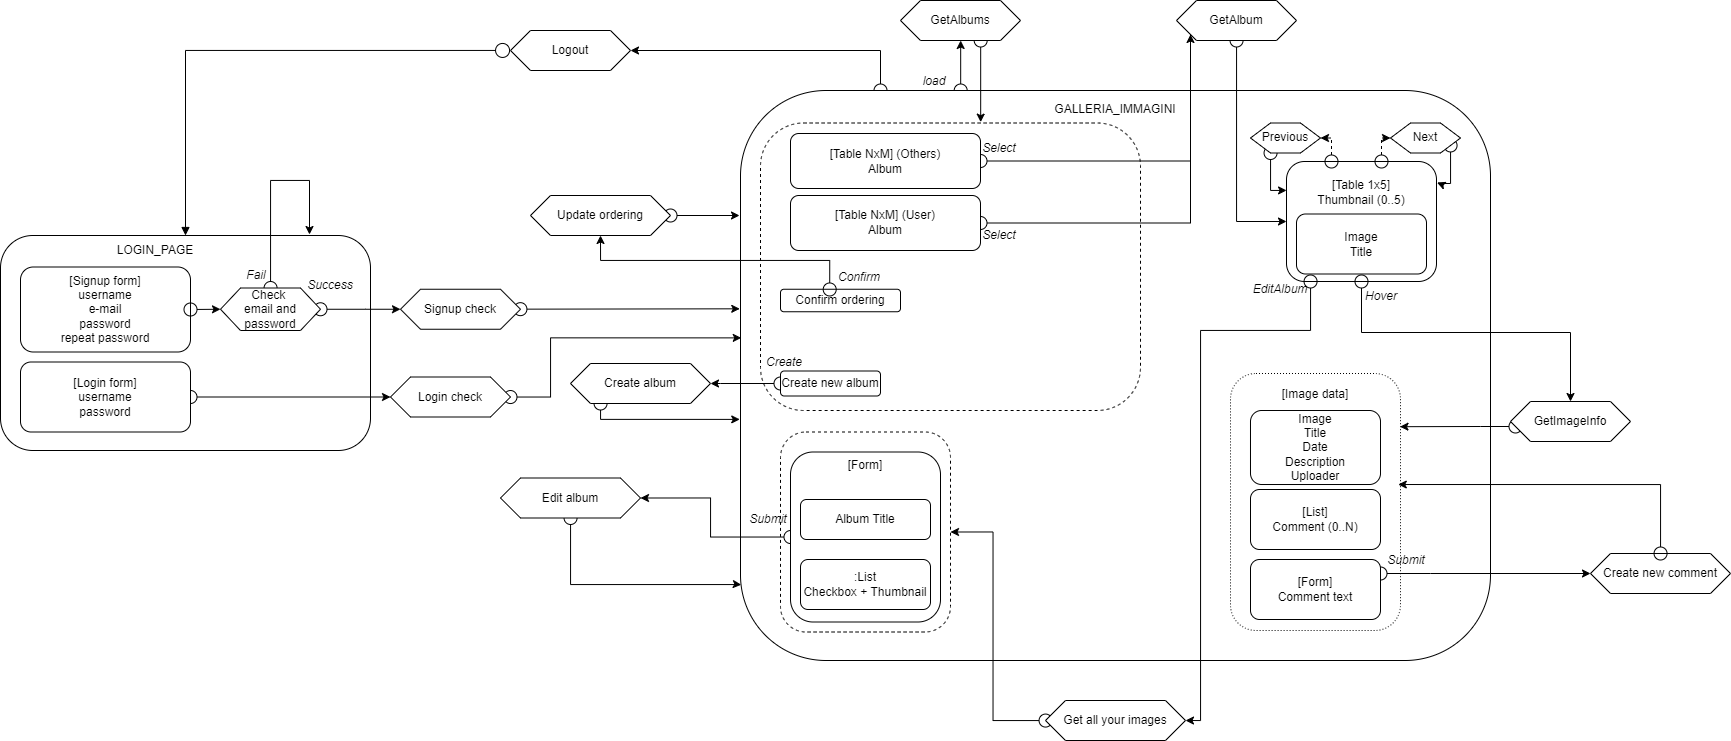 GetAlbums
GetAlbum
Logout
load
GALLERIA_IMMAGINI
Previous
Next
[Table NxM] (Others)
Album
Select
[Table NxM] (User)
Album
Select
[Table 1x5]
Thumbnail (0..5)
Image
Title
Update ordering
LOGIN_PAGE
[Signup form]
username
e-mail
password
repeat password
Fail
Check
email and
password
Success
Signup check
Confirm
Confirm ordering
EditAlbum
Hover
[Login form]
username
password
Login check
Create album
Create
Create new album
[Image data]
Image
Title
Date
Description
Uploader
GetImageInfo
[List]
Comment (0..N)
[Form]
Comment text
Submit
Create new comment
Edit album
Submit
[Form]
Album Title
:List
Checkbox + Thumbnail
Get all your images